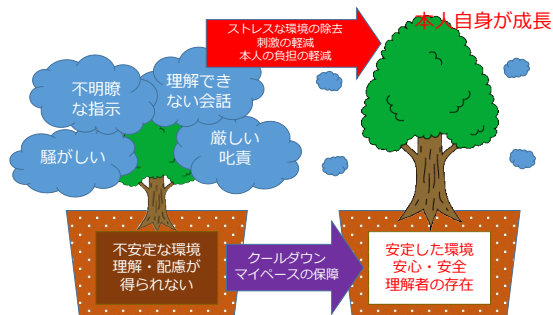 本人自身が成長
ストレスな環境の除去
刺激の軽減
本人の負担の軽減
不明瞭
な指示
理解でき
ない会話
騒がしい
厳しい
叱責
不安定な環境
理解・配慮が
得られない
クールダウン
マイペースの保障
安定した環境
安心・安全
理解者の存在